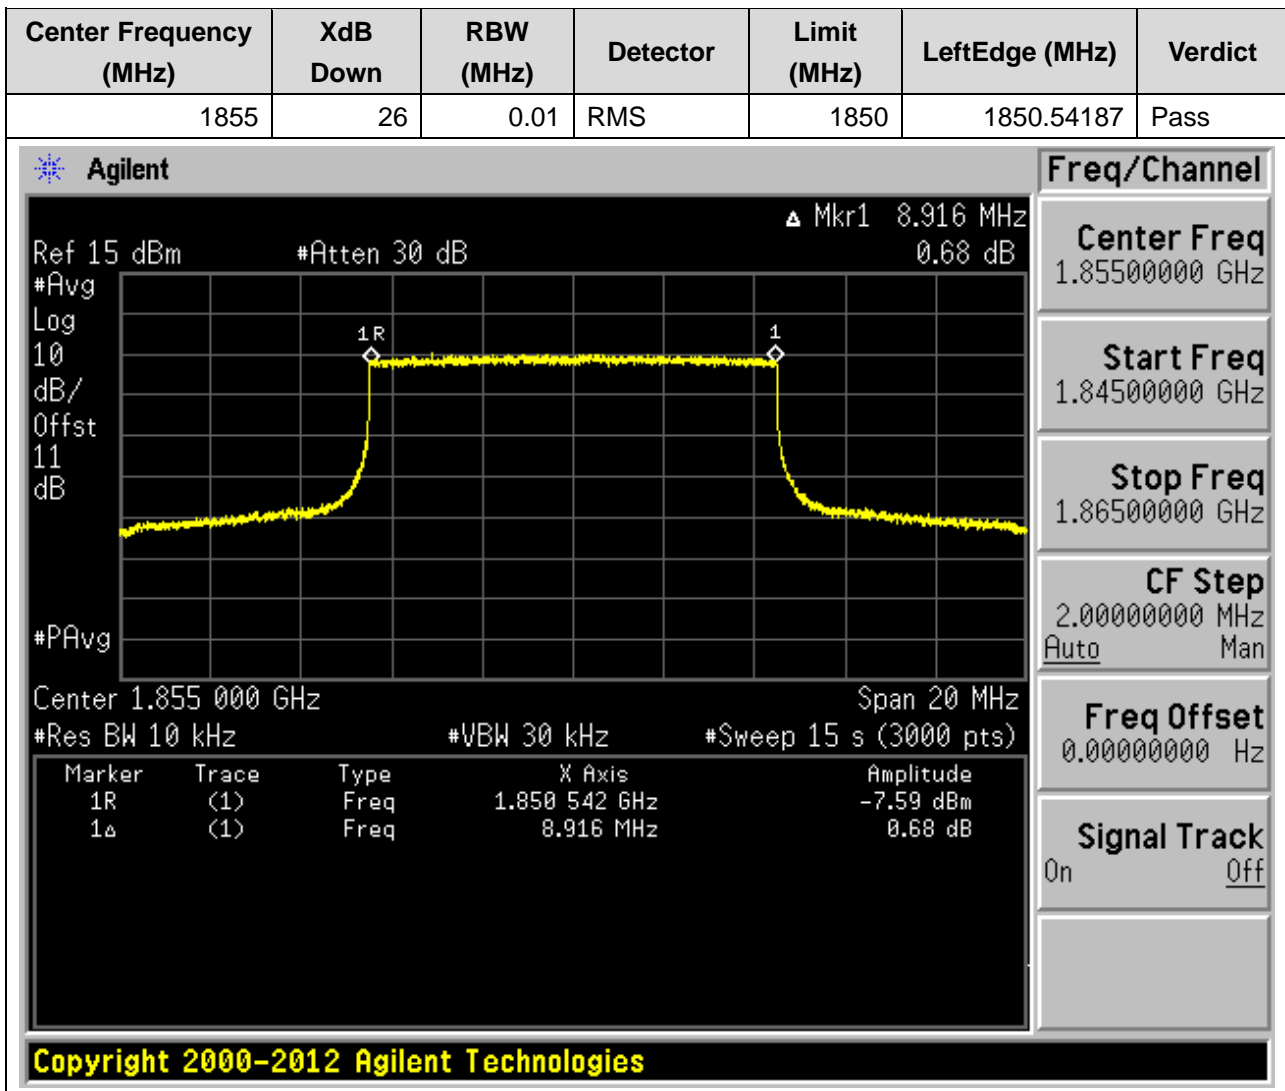 Center Frequency (MHz) XdB Down RBW (MHz) Detector Limit (MHz) LeftEdge (MHz) Verdict
1855 26 0.01 RMS 1850 1850.54187 Pass
Agilent
Freq/Channel
▵ Mkr1 8.916 MHz
Ref 15 dBm #Atten 30 dB 0.68 dB
#Avg
Log
10
dB/
Offst
11
dB
#PAvg
1R
1
Center 1.855 000 GHz Span 20 MHz
#Res BW 10 kHz #VBW 30 kHz #Sweep 15 s (3000 pts)
Marker Trace Type X Axis Amplitude
1R (1) Freq 1.850 542 GHz -7.59 dBm
1▵ (1) Freq 8.916 MHz 0.68 dB
Center Freq
1.85500000 GHz
Start Freq
1.84500000 GHz
Stop Freq
1.86500000 GHz
CF Step
2.00000000 MHz
Auto Man
Freq Offset
0.00000000 Hz
Signal Track
On Off
Copyright 2000-2012 Agilent Technologies